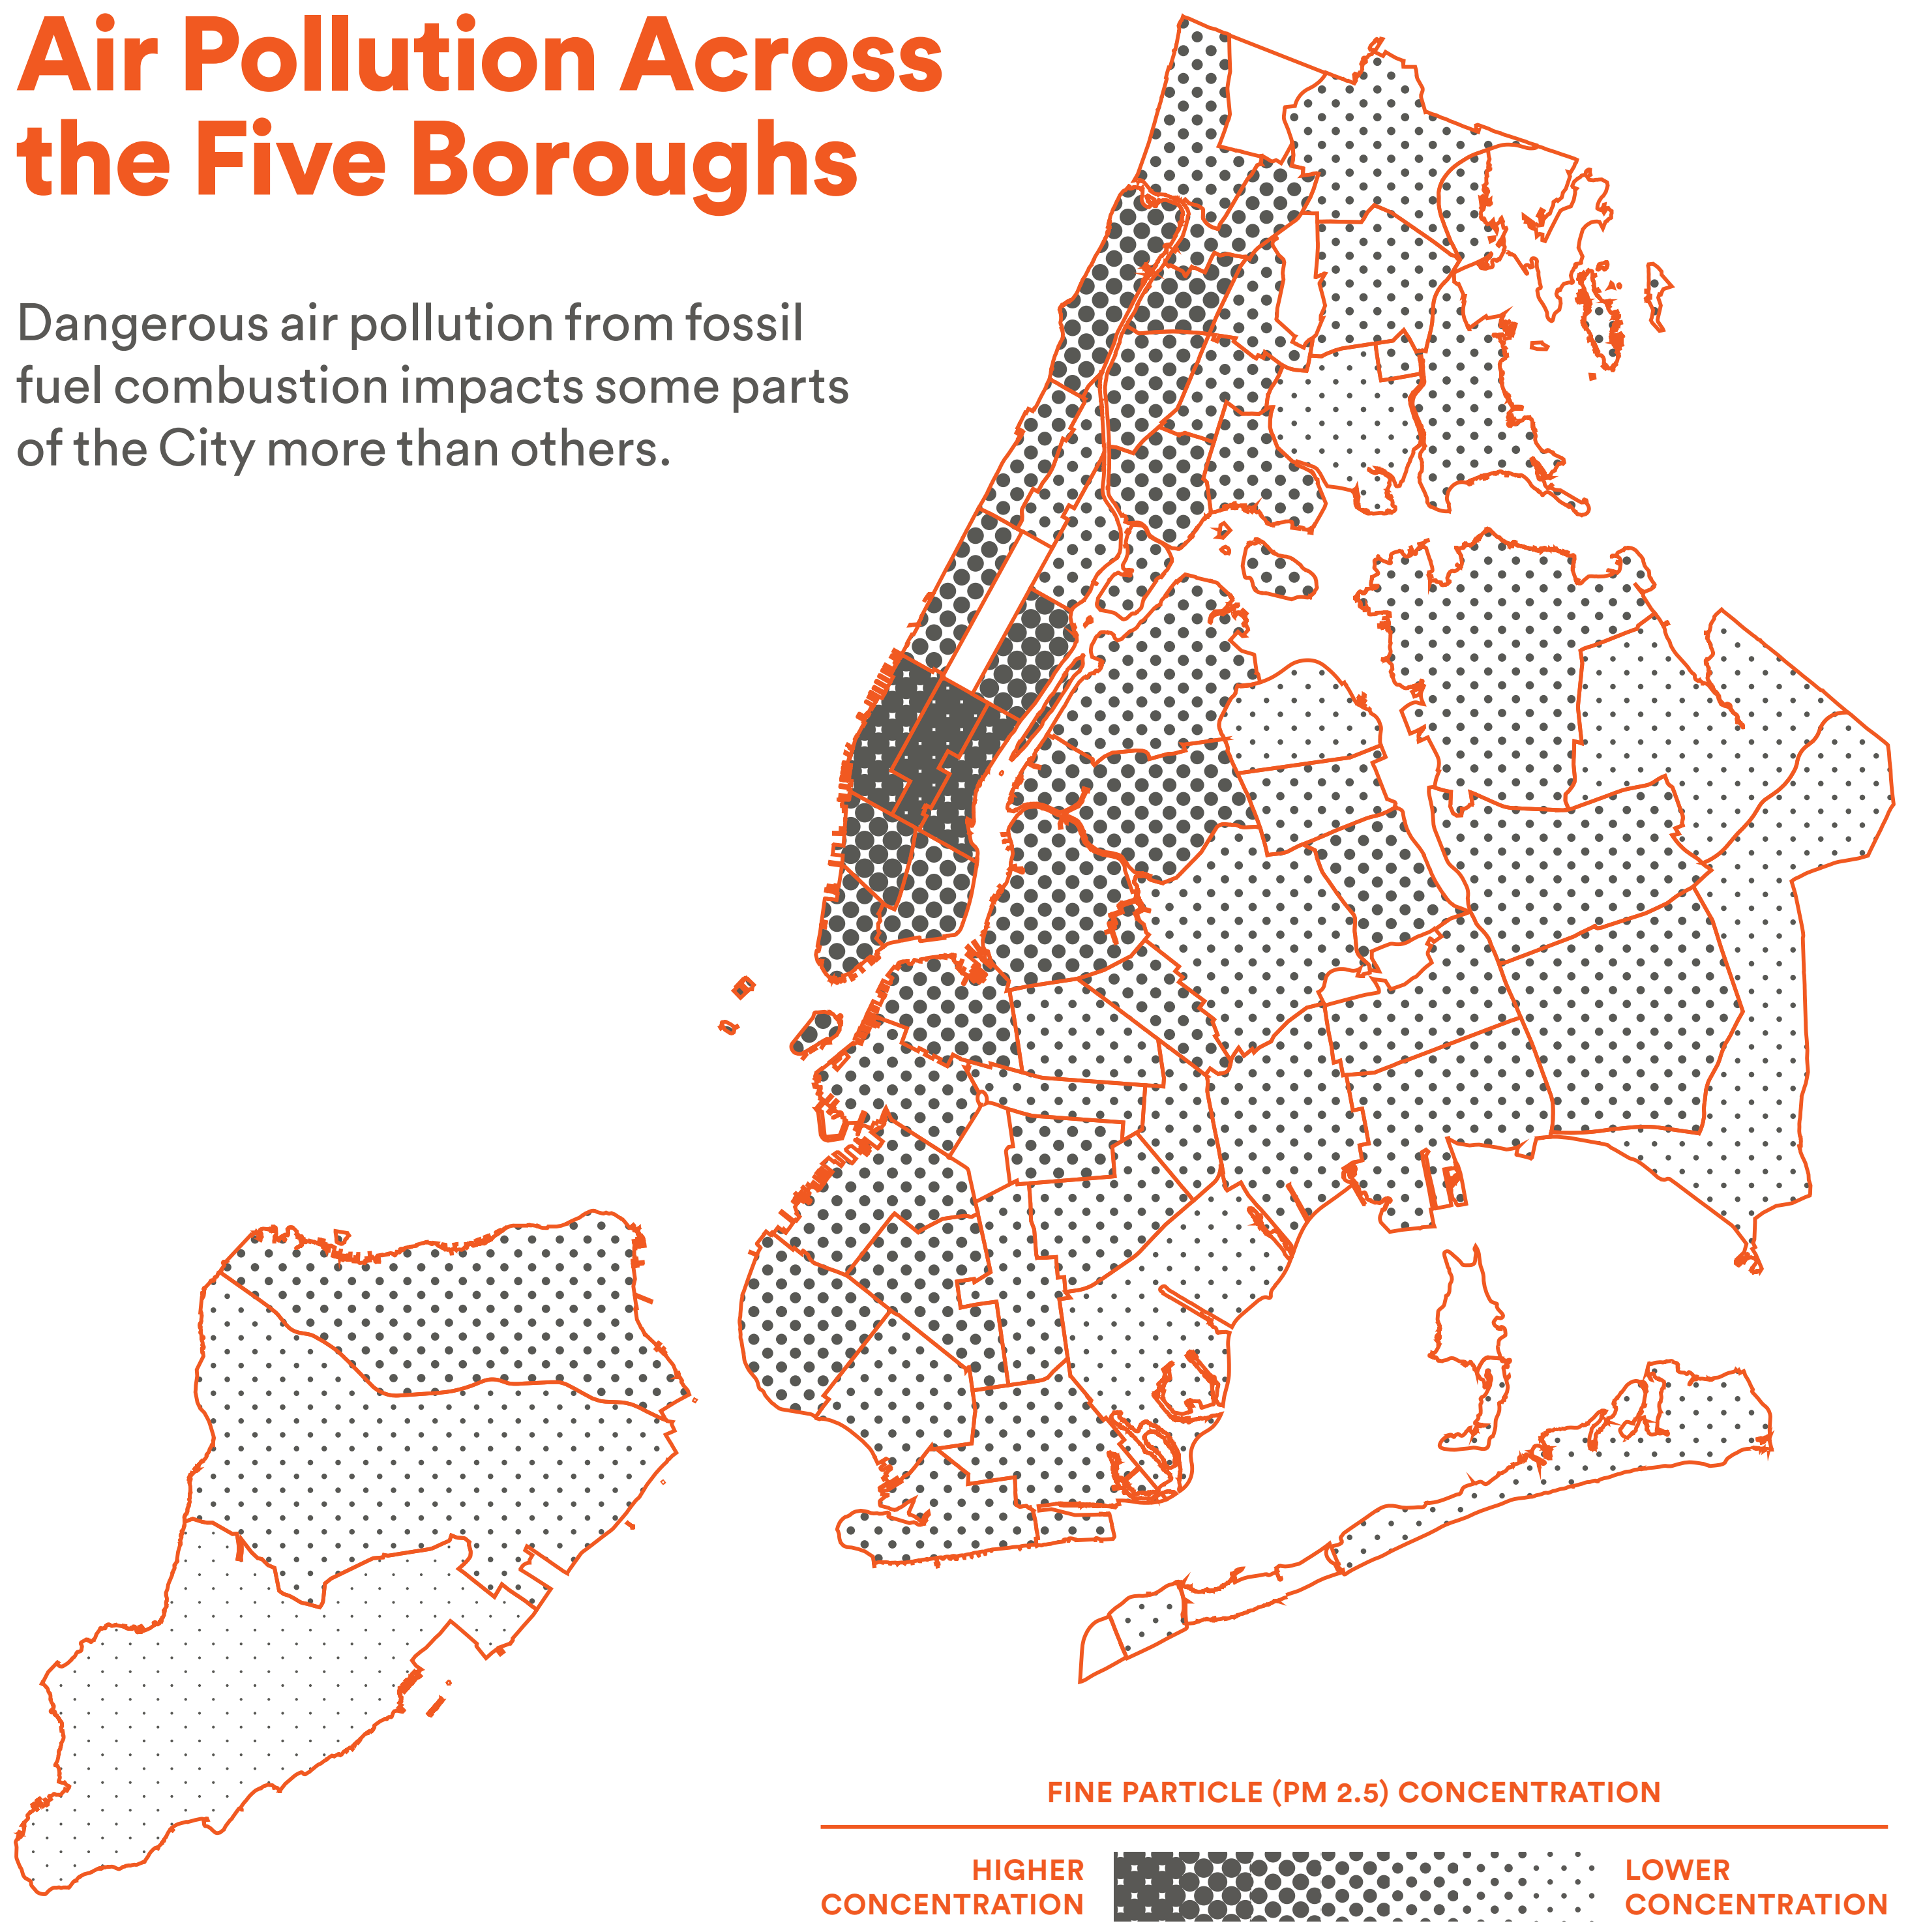 Air Pollution Across
the Five Boroughs
Dangerous air pollution from fossil
fuel combustion impacts some parts
of the City more than others.
FINE PARTICLE (PM 2.5) CONCENTRATION
HIGHER
CONCENTRATION
LOWER
CONCENTRATION